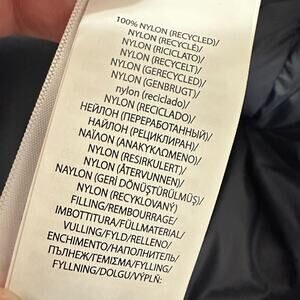 100% NYLON (RECYCLED)/
NYLON (RECYCLÉ)/
NYLON (RICICLATO)/
NYLON (RECYCELT)/
NYLON (GERECYCLED)/
NYLON (GENBRUGT)/
nylon (reciclado)/
NYLON (RECICLADO)/
НЕЙЛОН (ПЕРЕРАБОТАННЫЙ)/
НАЙЛОН (РЕЦИКЛИРАН)/
ΝΑΪΛΟΝ (ΑΝΑΚΥΚΛΩΜΕΝΟ)/
NYLON (RESIRKULERT)/
NYLON (ÅTERVUNNEN)/
NAYLON (GERİ DÖNÜŞTÜRÜLMÜŞ)/
NYLON (RECYKLOVANÝ)
FILLING/REMBOURRAGE/
IMBOTTITURA/FÜLLMATERIAL/
VULLING/FYLD/RELLENO/
ENCHIMENTO/НАПОЛНИТЕЛЬ/
ПЪЛНЕЖ/ΓΕΜΙΣΜΑ/FYLLING/
FYLLNING/DOLGU/VÝPLŇ: